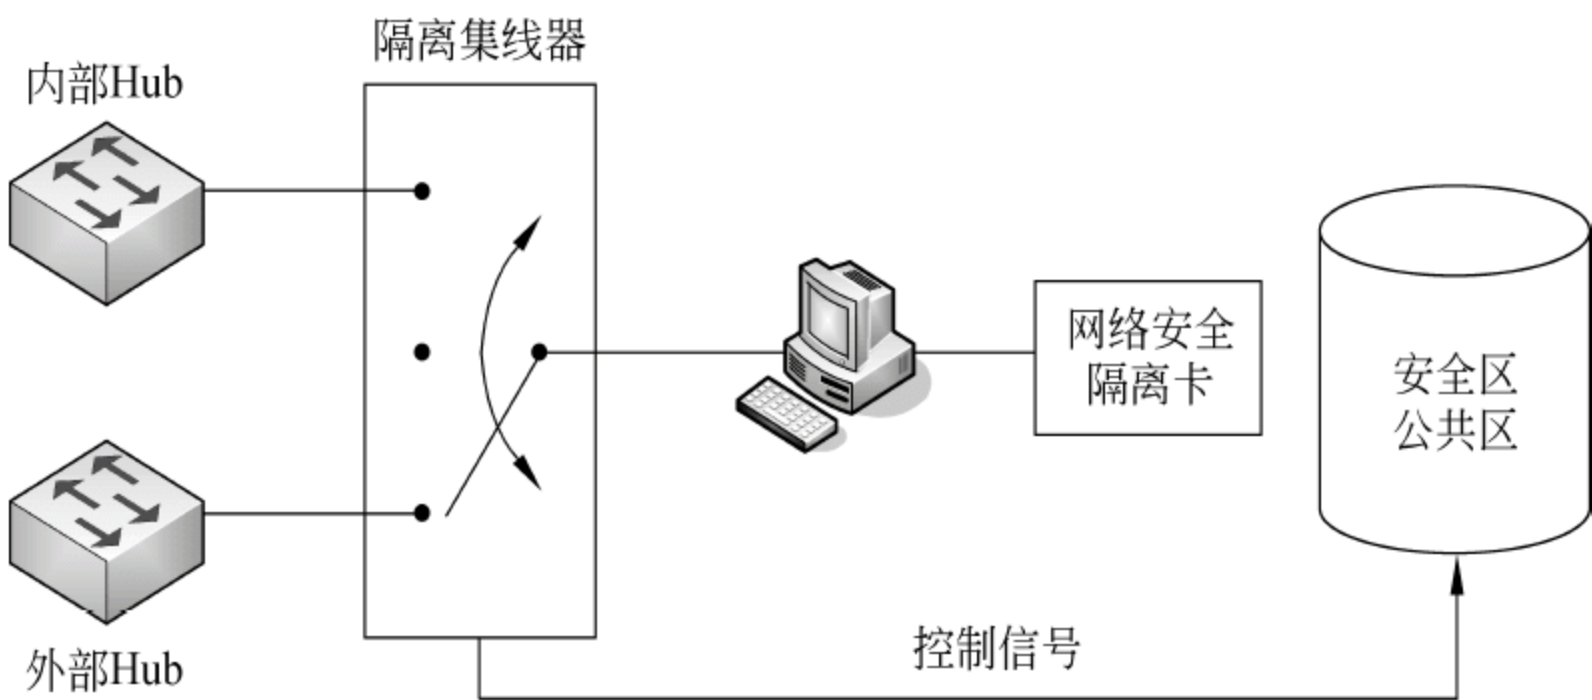 隔离集线器
内部Hub
网络安全
隔离卡
安全区
公共区
控制信号
外部Hub